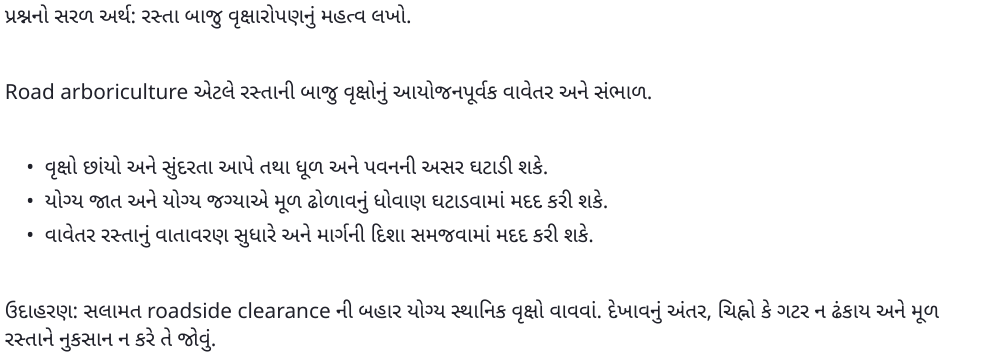 પ્રશ્નનો સરળ અર્થ: રસ્તા બાજુ વૃક્ષારોપણનું મહત્વ લખો.
Road arboriculture એટલે રસ્તાની બાજુ વૃક્ષોનું આયોજનપૂર્વક વાવેતર અને સંભાળ.
• વૃક્ષો છાંયો અને સુંદરતા આપે તથા ધૂળ અને પવનની અસર ઘટાડી શકે.
• યોગ્ય જાત અને યોગ્ય જગ્યાએ મૂળ ઢોળાવનું ધોવાણ ઘટાડવામાં મદદ કરી શકે.
• વાવેતર રસ્તાનું વાતાવરણ સુધારે અને માર્ગની દિશા સમજવામાં મદદ કરી શકે.
ઉદાહરણ: સલામત roadside clearance ની બહાર યોગ્ય સ્થાનિક વૃક્ષો વાવવાં. દેખાવનું અંતર, ચિહ્નો કે ગટર ન ઢંકાય અને મૂળ
રસ્તાને નુકસાન ન કરે તે જોવું.